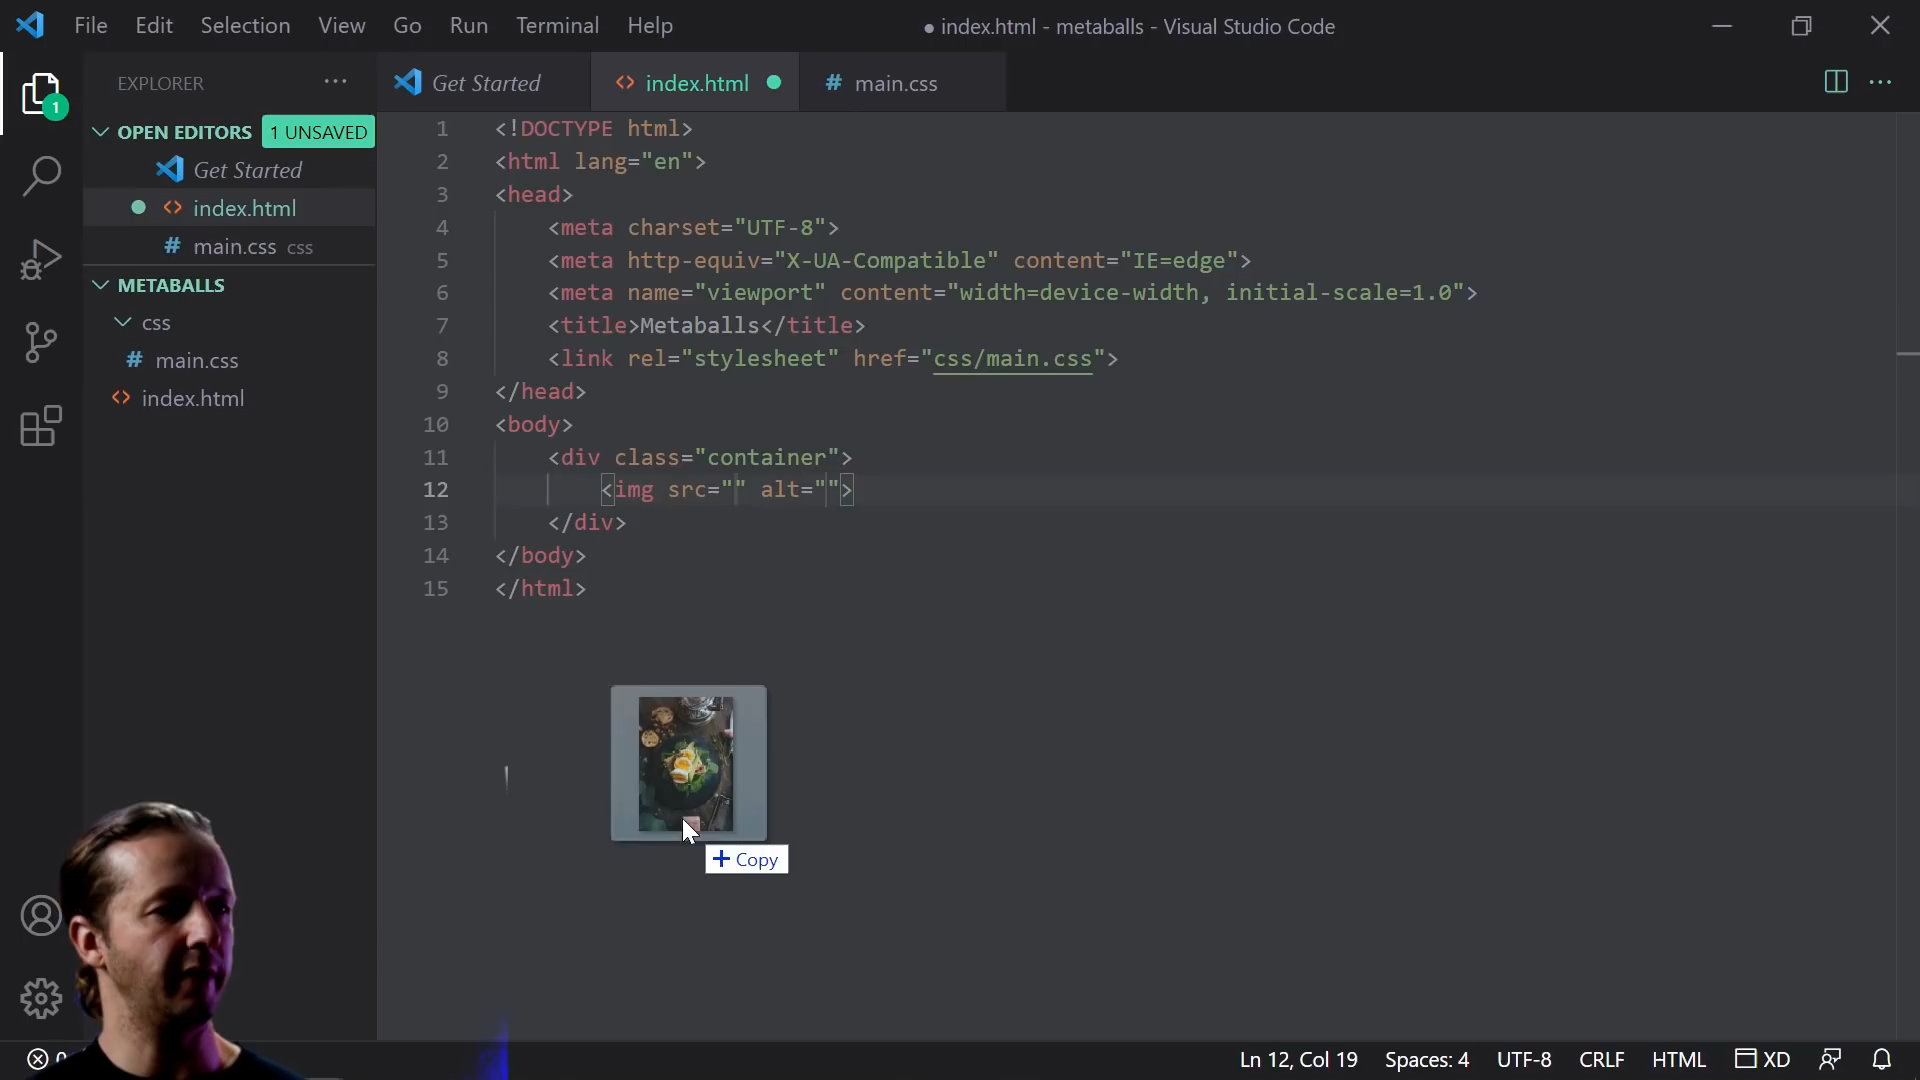 File Edit Selection View Go Run Terminal Help
● index.html - metaballs - Visual Studio Code
EXPLORER
Get Started
index.html
# main.css
OPEN EDITORS
1 UNSAVED
Get Started
index.html
# main.css css
METABALLS
css
# main.css
index.html
1
1 <!DOCTYPE html>
2 <html lang="en">
3 <head>
4 <meta charset="UTF-8">
5 <meta http-equiv="X-UA-Compatible" content="IE=edge">
6 <meta name="viewport" content="width=device-width, initial-scale=1.0">
7 <title>Metaballs</title>
8 <link rel="stylesheet" href="css/main.css">
9 </head>
10 <body>
11 <div class="container">
12 <img src="" alt="">
13 </div>
14 </body>
15 </html>
+ Copy
Ln 12, Col 19 Spaces: 4 UTF-8 CRLF HTML XD